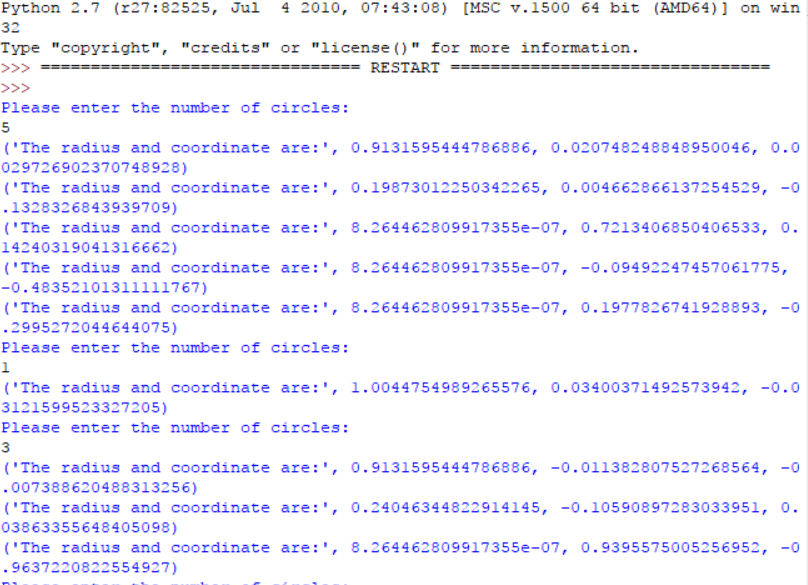 Python 2.7 (r27:82525, Jul  4 2010, 07:43:08) [MSC v.1500 64 bit (AMD64)] on win
32
Type "copyright", "credits" or "license()" for more information.
>>> ================================ RESTART ================================
>>>
Please enter the number of circles:
5
('The radius and coordinate are:', 0.9131595444786886, 0.020748248848950046, 0.0
029726902370748928)
('The radius and coordinate are:', 0.19873012250342265, 0.004662866137254529, -0
.1328326843939709)
('The radius and coordinate are:', 8.264462809917355e-07, 0.7213406850406533, 0.
14240319041316662)
('The radius and coordinate are:', 8.264462809917355e-07, -0.09492247457061775,
-0.48352101311111767)
('The radius and coordinate are:', 8.264462809917355e-07, 0.1977826741928893, -0
.2995272044644075)
Please enter the number of circles:
1
('The radius and coordinate are:', 1.0044754989265576, 0.03400371492573942, -0.0
3121599523327205)
Please enter the number of circles:
3
('The radius and coordinate are:', 0.9131595444786886, -0.011382807527268564, -0
.007388620488313256)
('The radius and coordinate are:', 0.24046344822914145, -0.10590897283033951, 0.
03863355648405098)
('The radius and coordinate are:', 8.264462809917355e-07, 0.9395575005256952, -0
.9637220822554927)
Please enter the number of circles: